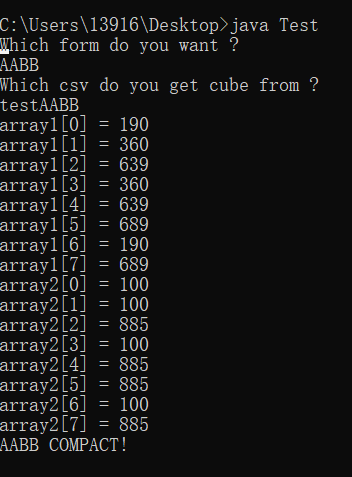 C:\Users\13916\Desktop>java Test
Which form do you want ?
AABB
Which csv do you get cube from ?
testAABB
array1[0] = 190
array1[1] = 360
array1[2] = 639
array1[3] = 360
array1[4] = 639
array1[5] = 689
array1[6] = 190
array1[7] = 689
array2[0] = 100
array2[1] = 100
array2[2] = 885
array2[3] = 100
array2[4] = 885
array2[5] = 885
array2[6] = 100
array2[7] = 885
AABB COMPACT!